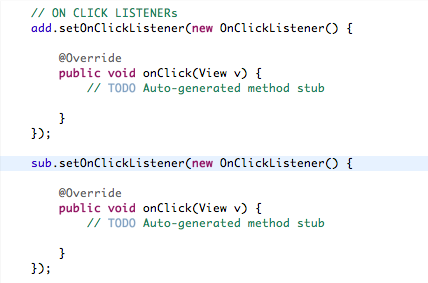 // ON CLICK LISTENERs
add.setOnClickListener(new OnClickListener() {
@Override
public void onClick(View v) {
// TODO Auto-generated method stub
}
});
sub.setOnClickListener(new OnClickListener() {
@Override
public void onClick(View v) {
// TODO Auto-generated method stub
}
});